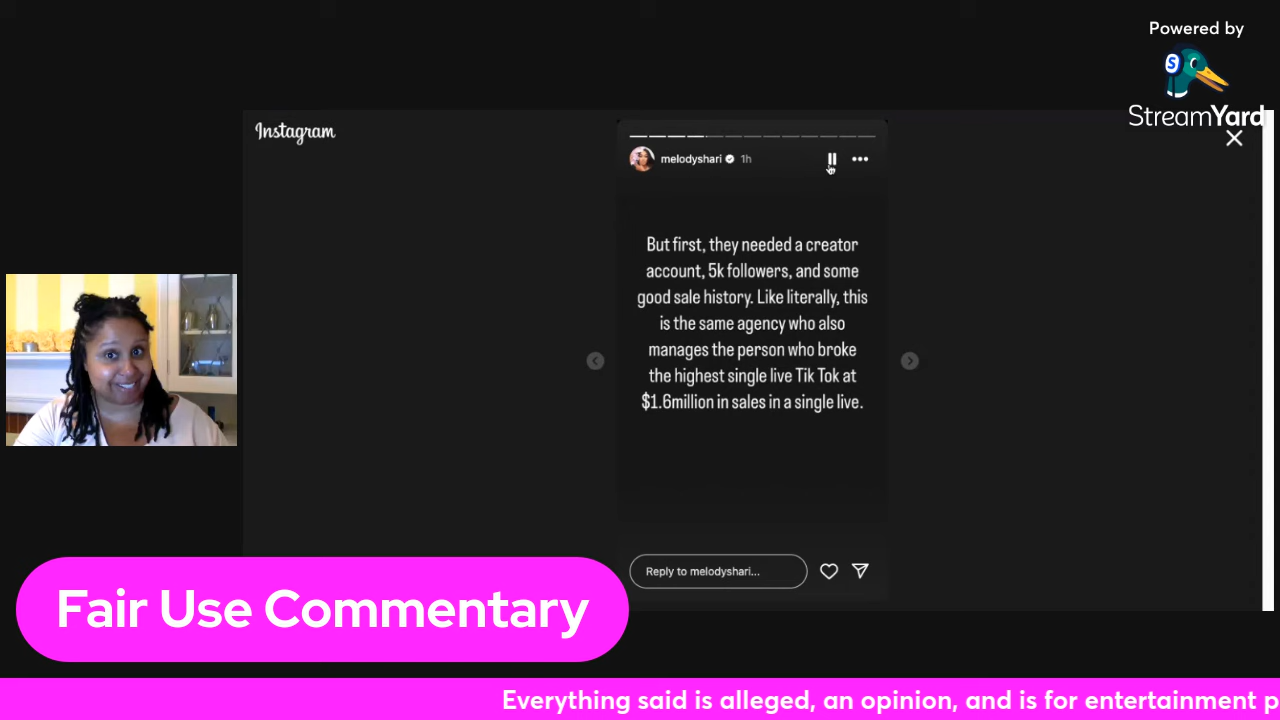 Powered by
StreamYard
Instagram
melodyshari 1h
But first, they needed a creator
account, 5k followers, and some
good sale history. Like literally, this
is the same agency who also
manages the person who broke
the highest single live Tik Tok at
$1.6million in sales in a single live.
Reply to melodyshari...
Fair Use Commentary
Everything said is alleged, an opinion, and is for entertainment p